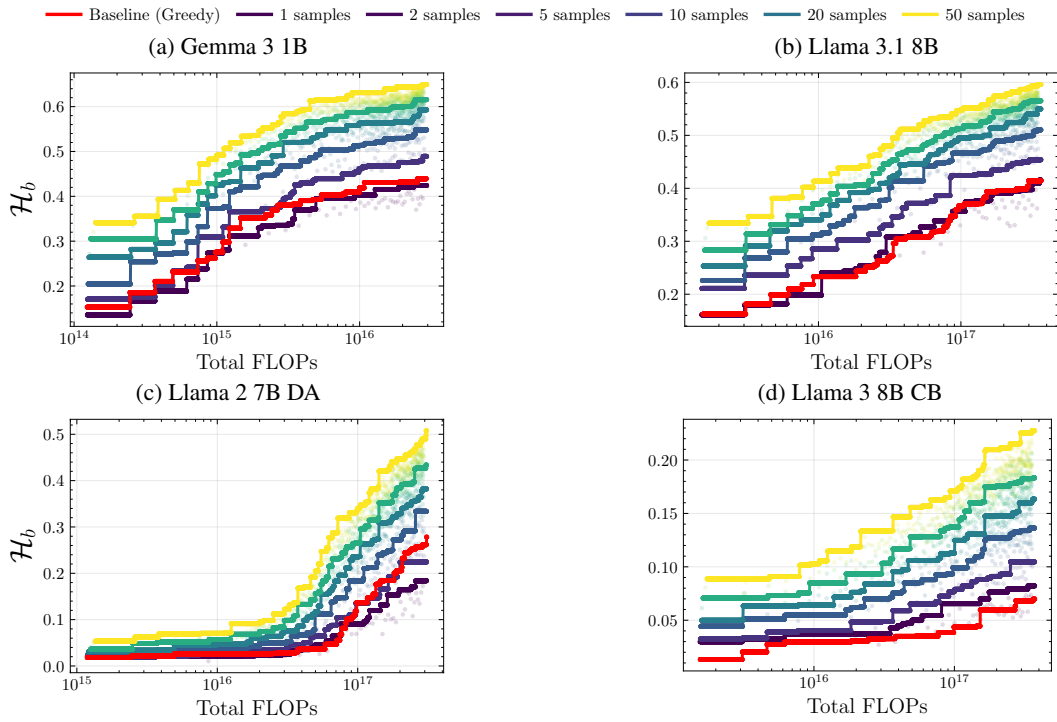 Baseline (Greedy) 1 samples 2 samples 5 samples 10 samples 20 samples 50 samples
(a) Gemma 3 1B
0.6
0.5
0.4
0.3
0.2
10^14 10^15 10^16
H_b
Total FLOPs
(b) Llama 3.1 8B
0.6
0.5
0.4
0.3
0.2
10^16 10^17
Total FLOPs
(c) Llama 2 7B DA
0.5
0.4
0.3
0.2
0.1
0.0
10^15 10^16 10^17
H_b
Total FLOPs
(d) Llama 3 8B CB
0.20
0.15
0.10
0.05
10^16 10^17
Total FLOPs